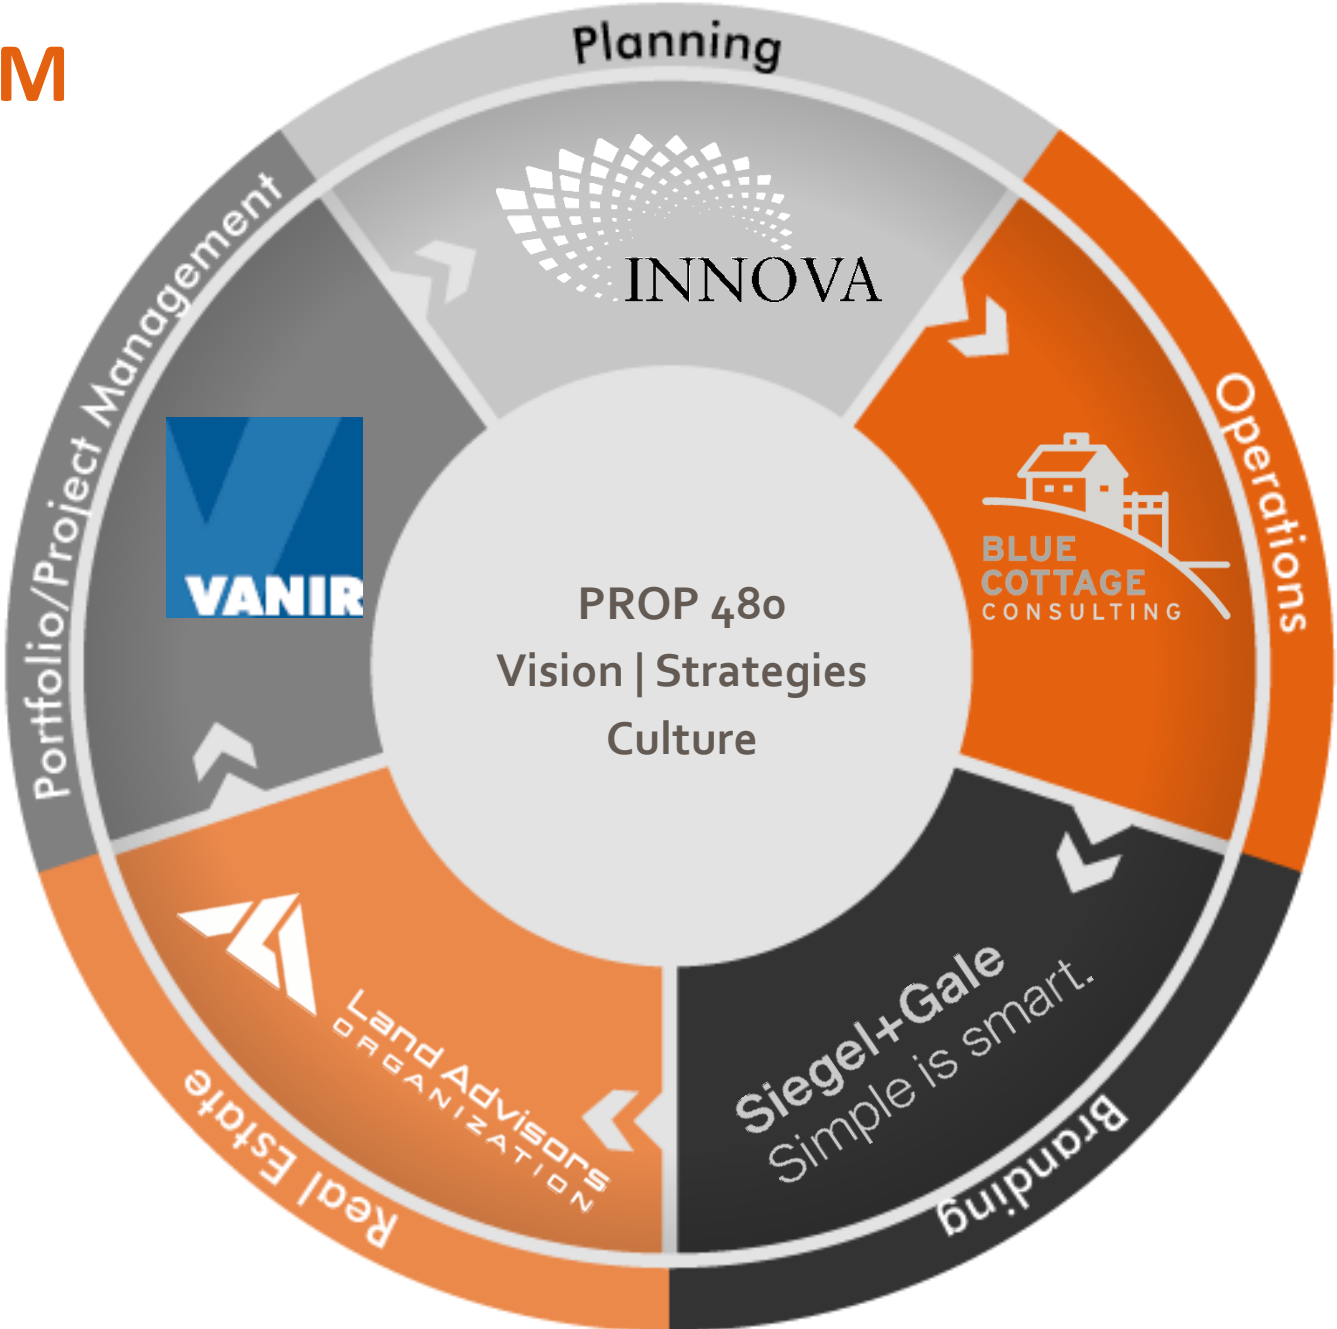 M
Planning
INNOVA
Operations
BLUE
COTTAGE
CONSULTING
Branding
Siegel+Gale
Simple is smart.
Real Estate
Land Advisors
ORGANIZATION
Portfolio/Project Management
VANIR
PROP 480
Vision | Strategies
Culture